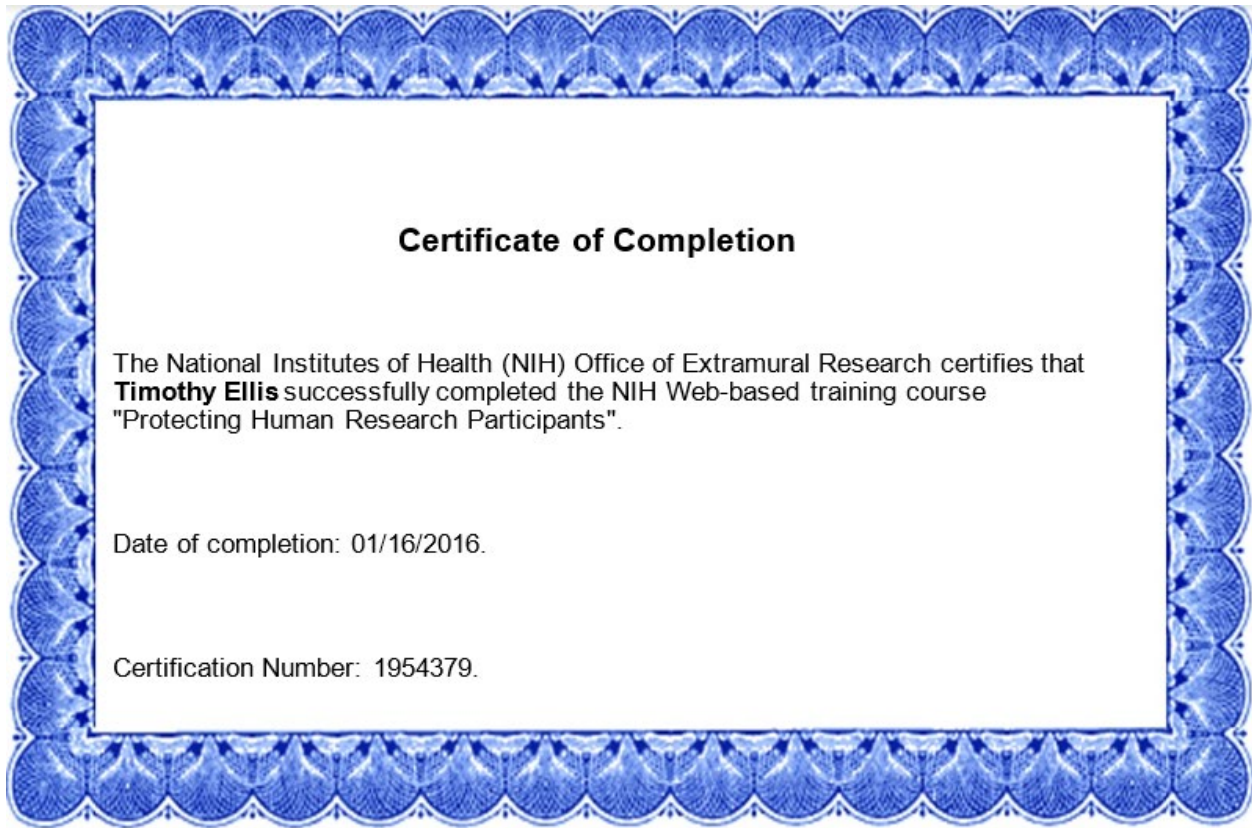 Certificate of Completion
The National Institutes of Health (NIH) Office of Extramural Research certifies that
Timothy Ellis successfully completed the NIH Web-based training course
"Protecting Human Research Participants".
Date of completion: 01/16/2016.
Certification Number: 1954379.